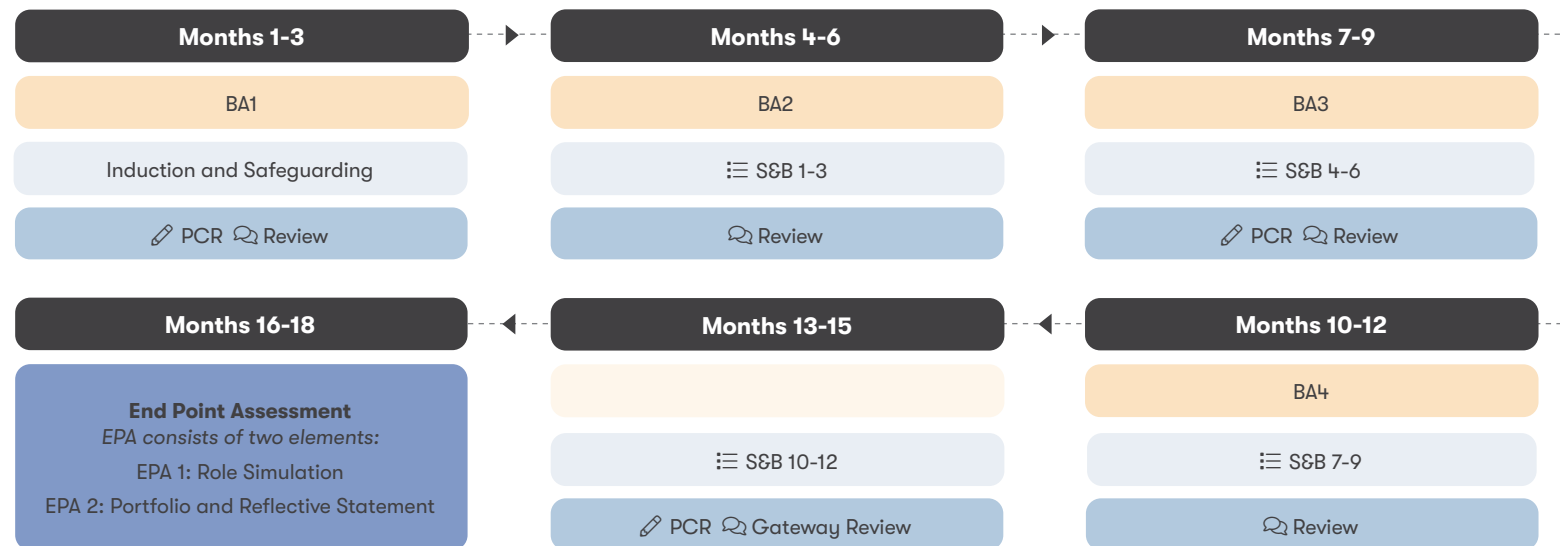 Months 1-3
Months 4-6
Months 7-9
BA1
BA2
BA3
Induction and Safeguarding
S&B 1-3
S&B 4-6
PCR Review
Review
PCR Review
Months 16-18
Months 13-15
Months 10-12
End Point Assessment
EPA consists of two elements:
EPA 1: Role Simulation
EPA 2: Portfolio and Reflective Statement
S&B 10-12
PCR Gateway Review
BA4
S&B 7-9
Review